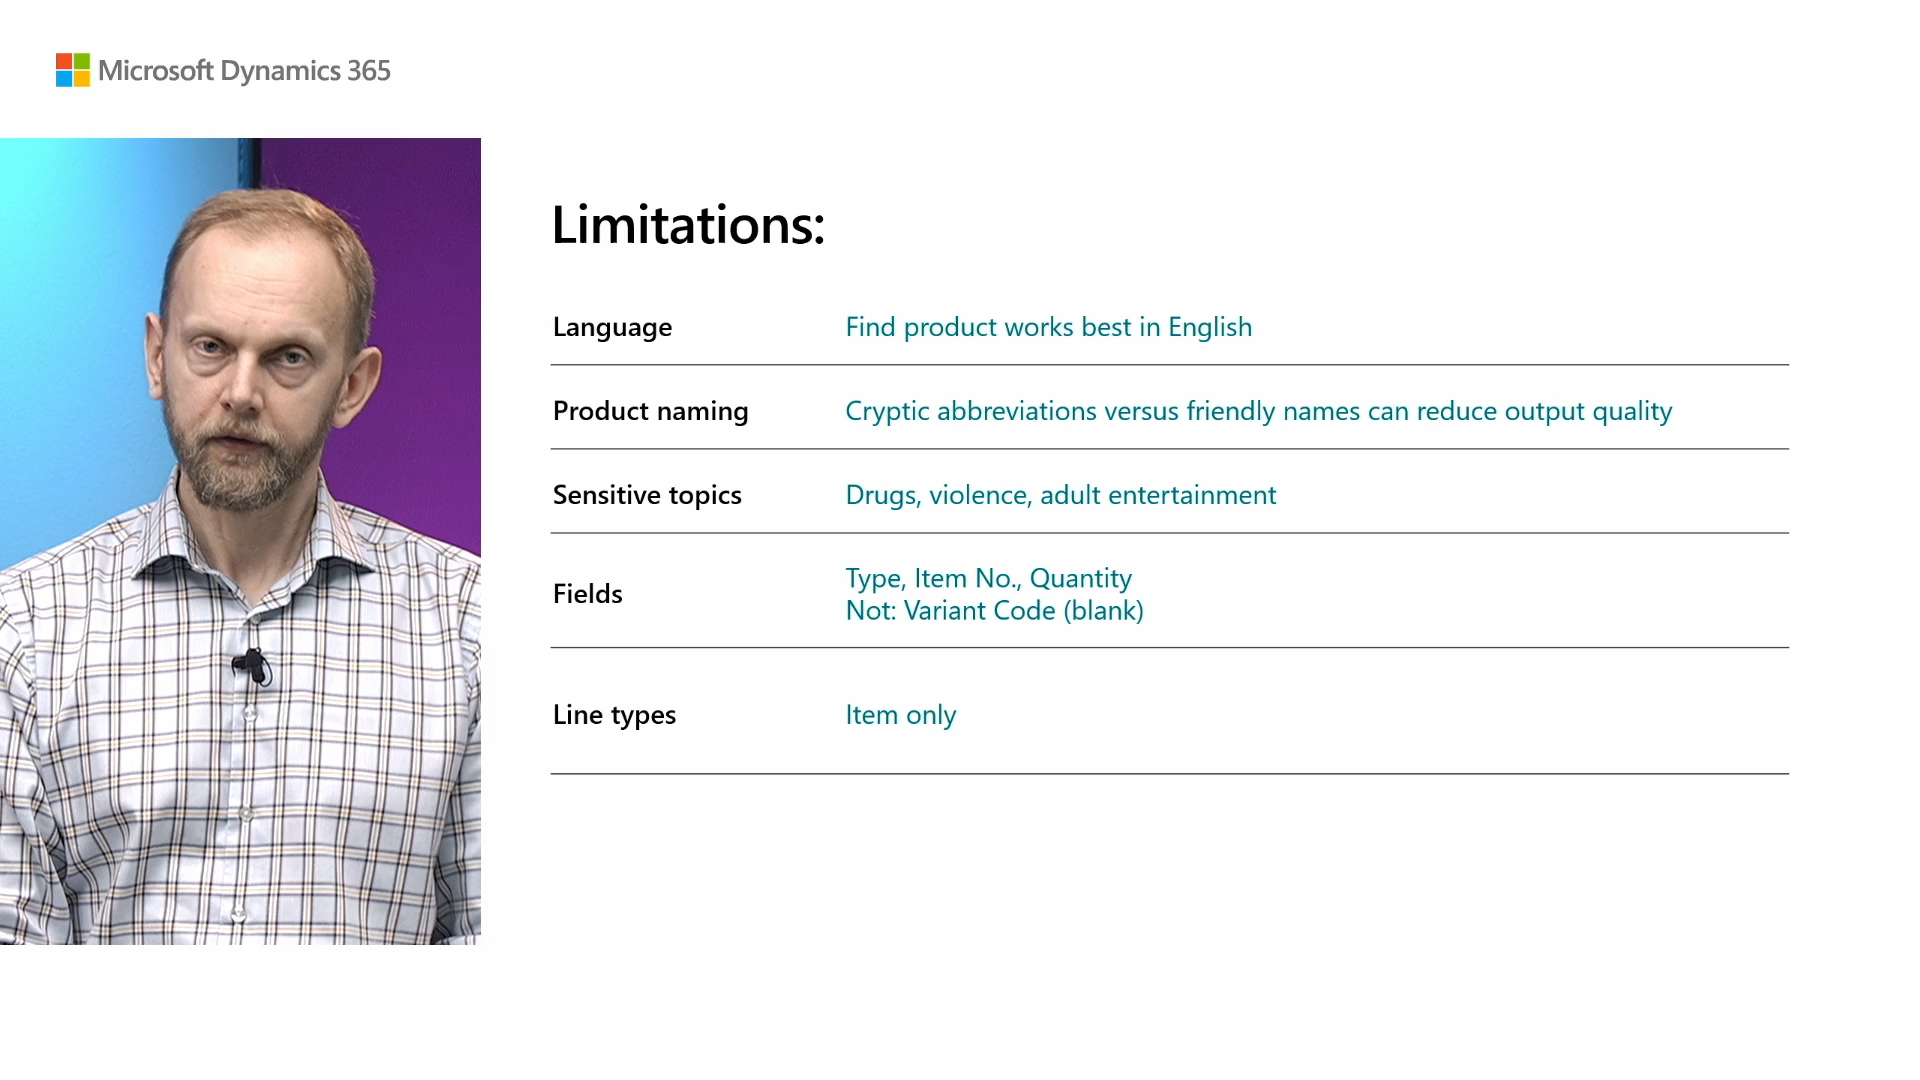 Microsoft Dynamics 365
Limitations:
Language Find product works best in English
Product naming Cryptic abbreviations versus friendly names can reduce output quality
Sensitive topics Drugs, violence, adult entertainment
Fields Type, Item No., Quantity
Not: Variant Code (blank)
Line types Item only